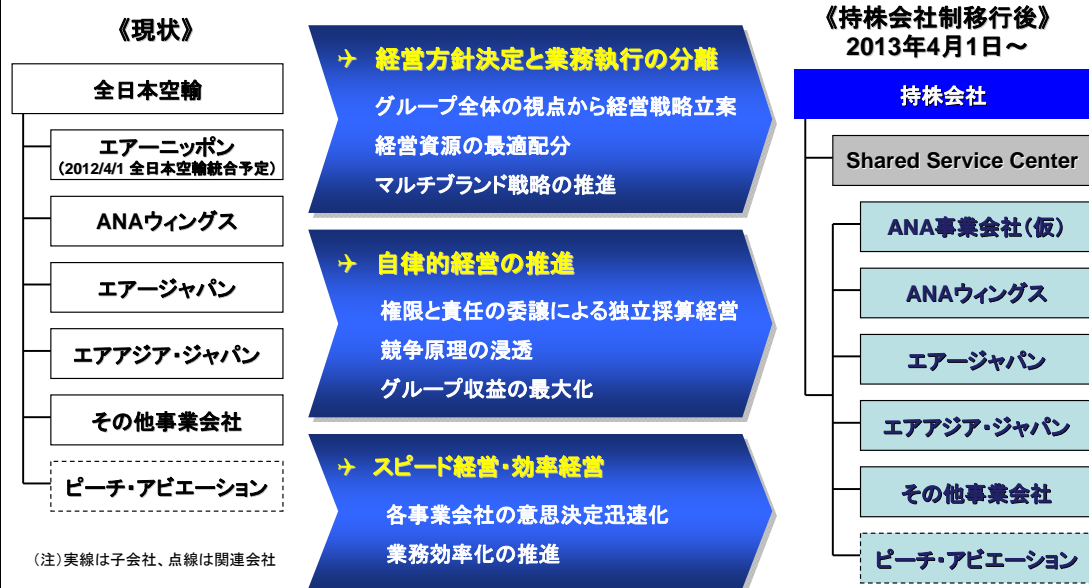 《現状》
全日本空輸
エアーニッポン
（2012/4/1 全日本空輸統合予定）
ANAウィングス
エアージャパン
エアアジア・ジャパン
その他事業会社
ピーチ・アビエーション
（注）実線は子会社、点線は関連会社
経営方針決定と業務執行の分離
グループ全体の視点から経営戦略立案
経営資源の最適配分
マルチブランド戦略の推進
自律的経営の推進
権限と責任の委譲による独立採算経営
競争原理の浸透
グループ収益の最大化
スピード経営・効率経営
各事業会社の意思決定迅速化
業務効率化の推進
《持株会社制移行後》
2013年4月1日～
持株会社
Shared Service Center
ANA事業会社（仮）
ANAウィングス
エアージャパン
エアアジア・ジャパン
その他事業会社
ピーチ・アビエーション